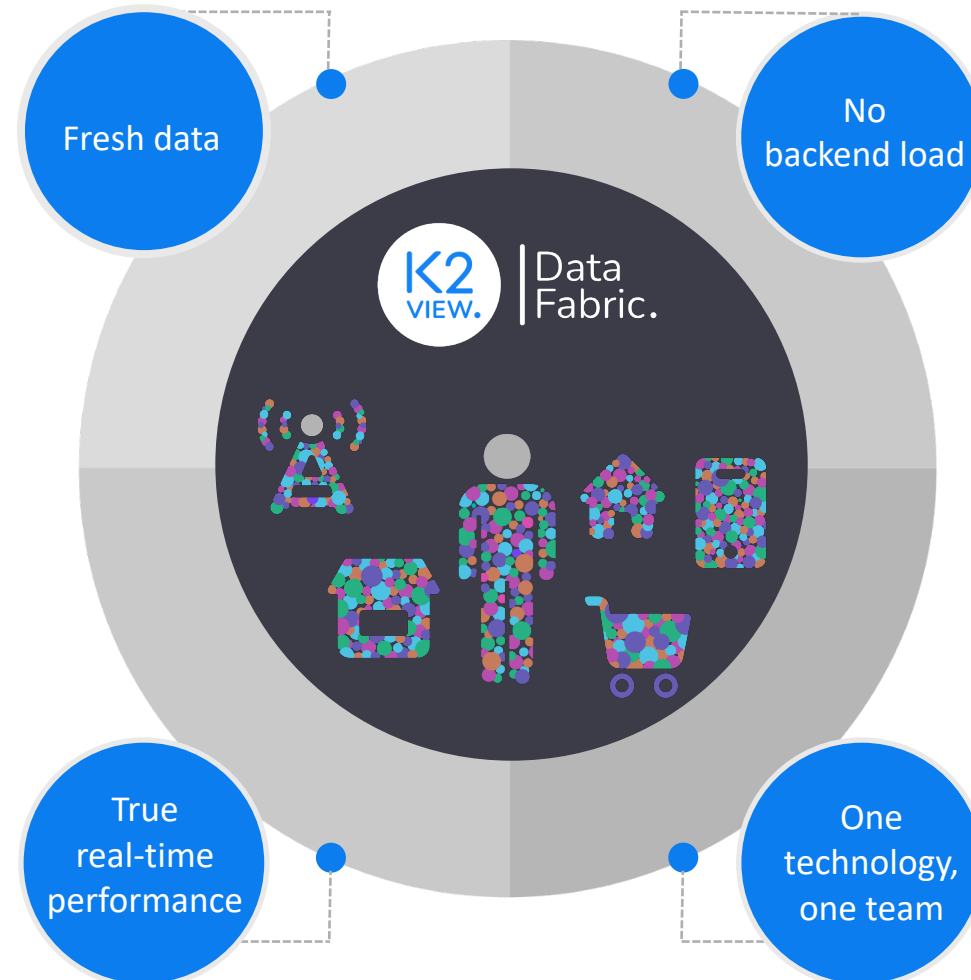 Fresh data
No
backend load
K2
VIEW.
Data
Fabric.
True
real-time
performance
One
technology,
one team